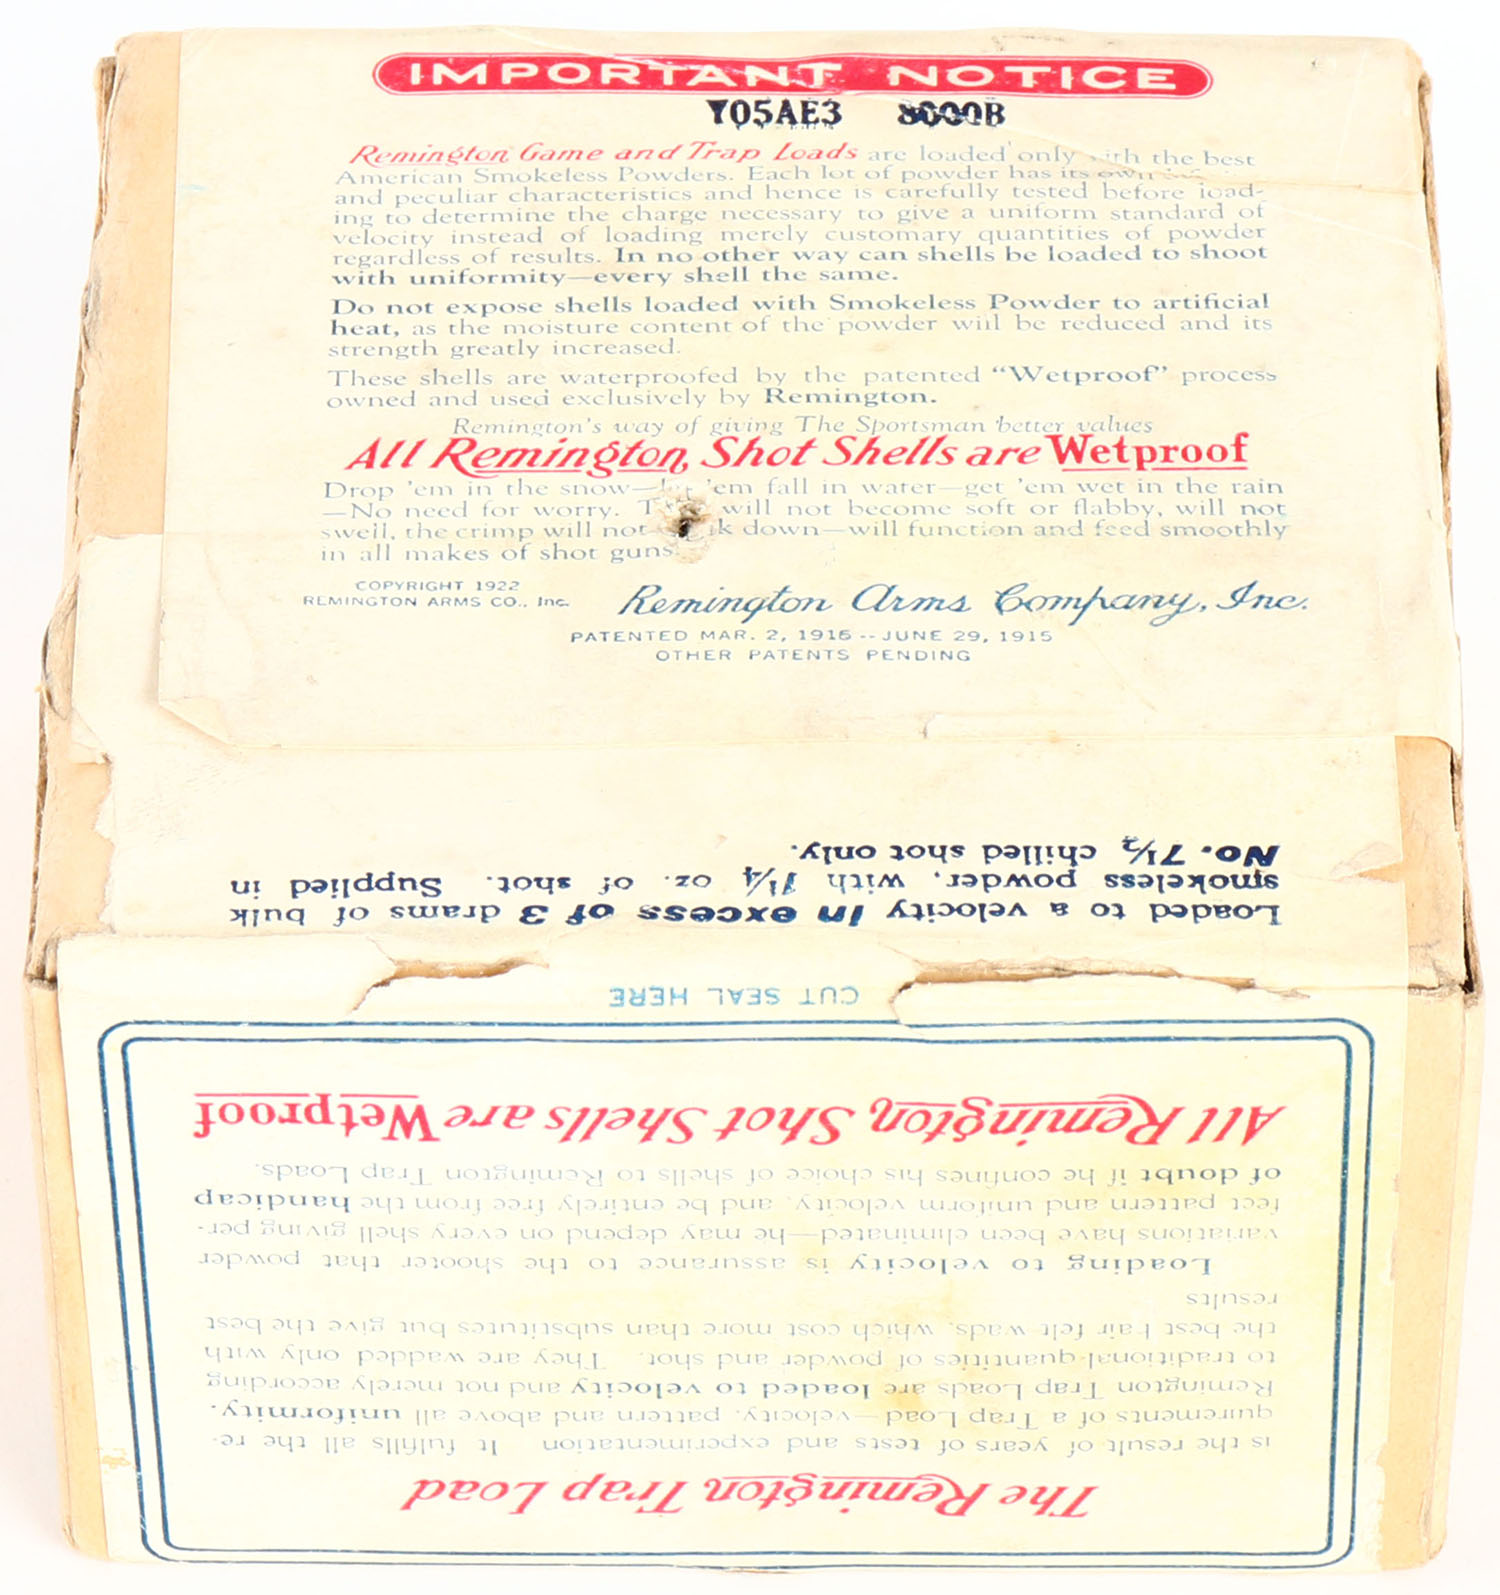 IMPORTANT NOTICE
Y05AE3 8000B
Remington Game and Trap Loads are loaded only with the best
American Smokeless Powders. Each lot of powder has its own
and peculiar characteristics and hence is carefully tested before load-
ing to determine the charge necessary to give a uniform standard of
velocity instead of loading merely customary quantities of powder
regardless of results. In no other way can shells be loaded to shoot
with uniformity—every shell the same.
Do not expose shells loaded with Smokeless Powder to artificial
heat, as the moisture content of the powder will be reduced and its
strength greatly increased.
These shells are waterproofed by the patented "Wetproof" process
owned and used exclusively by Remington.
Remington's way of giving The Sportsman better values
All Remington Shot Shells are Wetproof
Drop 'em in the snow—let 'em fall in water—get 'em wet in the rain
—No need for worry. will not become soft or flabby, will not
swell, the crimp will not down—will function and feed smoothly
in all makes of shot guns.
COPYRIGHT 1922
REMINGTON ARMS CO., Inc.
Remington Arms Company, Inc.
PATENTED MAR. 2, 1915 -- JUNE 29, 1915
OTHER PATENTS PENDING
Loaded to a velocity in excess of 3 drams of bulk
smokeless powder, with 1¼ oz. of shot. Supplied in
No. 7½ chilled shot only.
CUT SEAL HERE
The Remington Trap Load
is the result of years of tests and experimentation It fulfills all the re-
quirements of a Trap Load—velocity, pattern and above all uniformity.
Remington Trap Loads are loaded to velocity and not merely according
to traditional quantities of powder and shot. They are wadded only with
the best hair felt wads, which cost more than substitutes but give the best
results
Loading to velocity is assurance to the shooter that powder
variations have been eliminated—he may depend on every shell giving per-
fect pattern and uniform velocity, and be entirely free from the handicap
of doubt if he confines his choice of shells to Remington Trap Loads.
All Remington Shot Shells are Wetproof